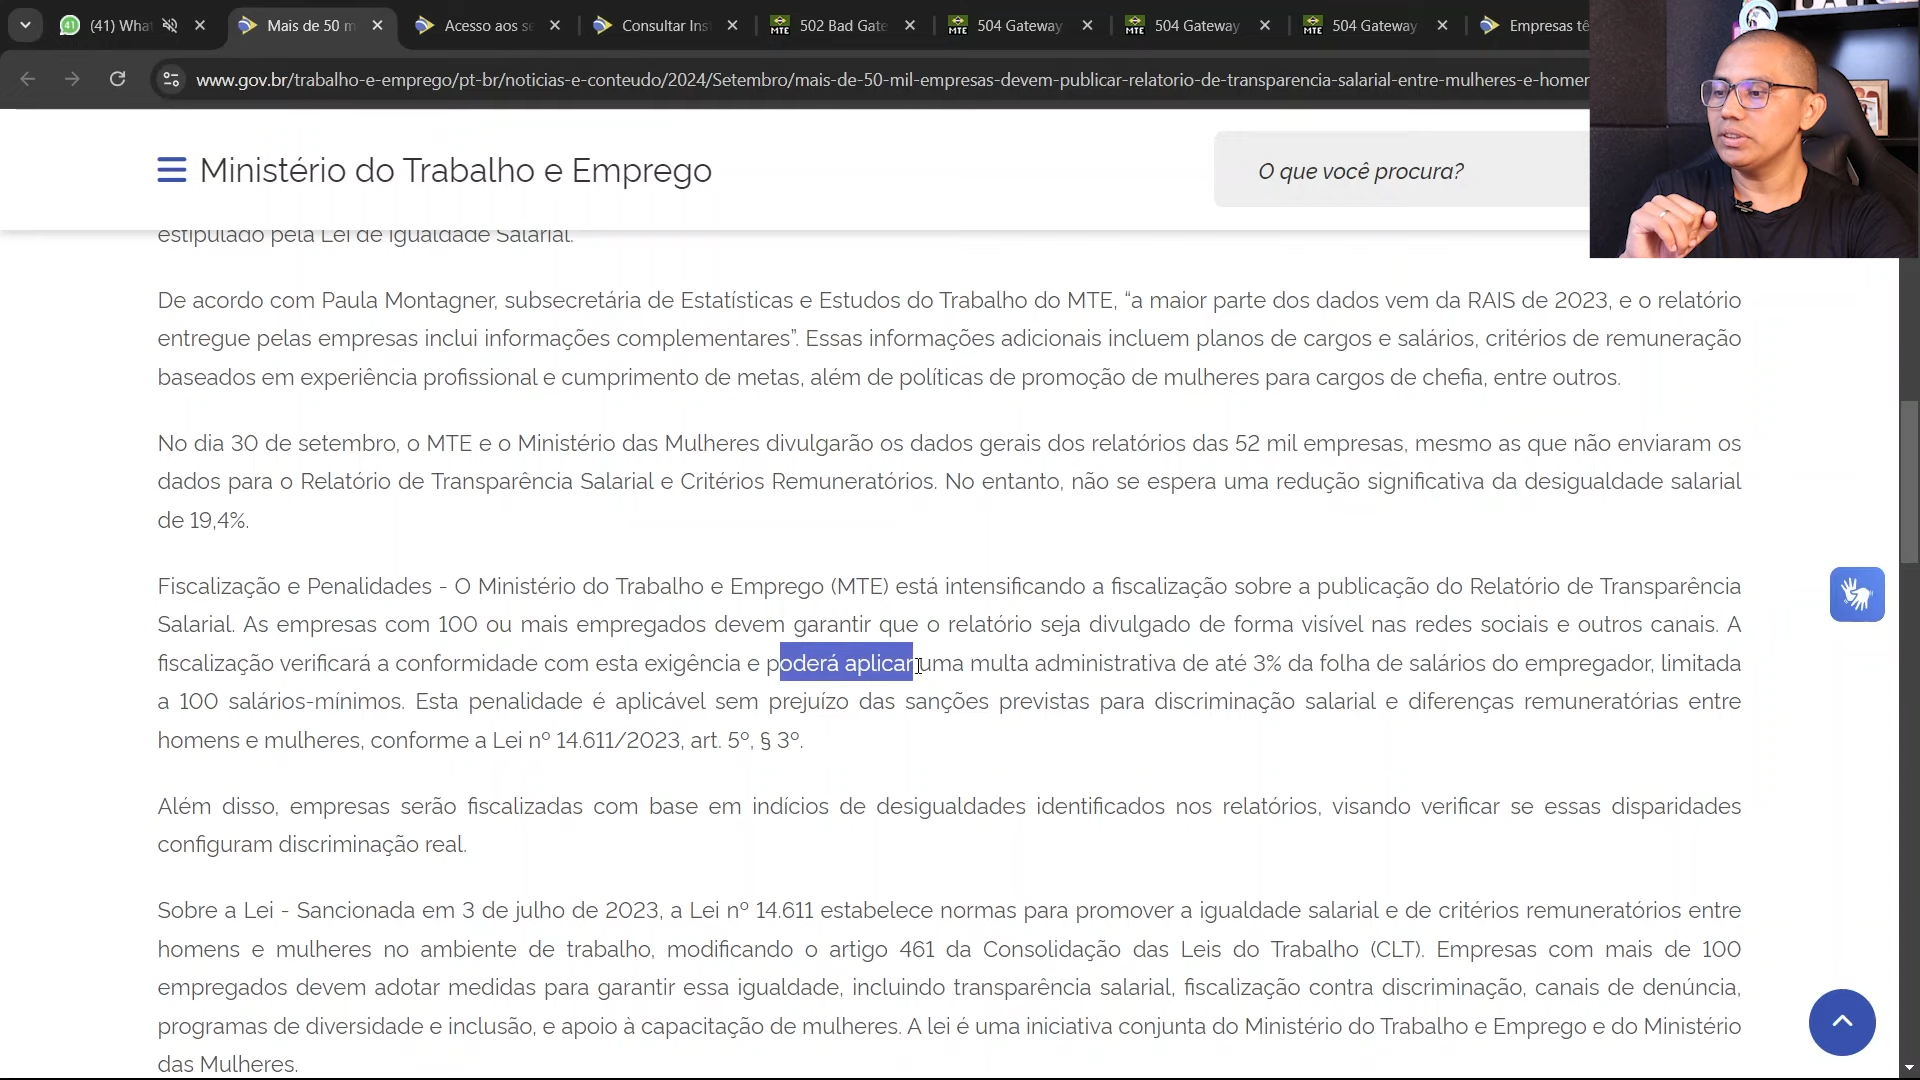 (41) What
Mais de 50 m
Acesso aos se
Consultar Ins
502 Bad Gate
504 Gateway
504 Gateway
504 Gateway
Empresas tê
www.gov.br/trabalho-e-emprego/pt-br/noticias-e-conteudo/2024/Setembro/mais-de-50-mil-empresas-devem-publicar-relatorio-de-transparencia-salarial-entre-mulheres-e-homen
Ministério do Trabalho e Emprego
O que você procura?
estipulado pela Lei de Igualdade Salarial.
De acordo com Paula Montagner, subsecretária de Estatísticas e Estudos do Trabalho do MTE, “a maior parte dos dados vem da RAIS de 2023, e o relatório
entregue pelas empresas inclui informações complementares”. Essas informações adicionais incluem planos de cargos e salários, critérios de remuneração
baseados em experiência profissional e cumprimento de metas, além de políticas de promoção de mulheres para cargos de chefia, entre outros.
No dia 30 de setembro, o MTE e o Ministério das Mulheres divulgarão os dados gerais dos relatórios das 52 mil empresas, mesmo as que não enviaram os
dados para o Relatório de Transparência Salarial e Critérios Remuneratórios. No entanto, não se espera uma redução significativa da desigualdade salarial
de 19,4%.
Fiscalização e Penalidades - O Ministério do Trabalho e Emprego (MTE) está intensificando a fiscalização sobre a publicação do Relatório de Transparência
Salarial. As empresas com 100 ou mais empregados devem garantir que o relatório seja divulgado de forma visível nas redes sociais e outros canais. A
fiscalização verificará a conformidade com esta exigência e poderá aplicar uma multa administrativa de até 3% da folha de salários do empregador, limitada
a 100 salários-mínimos. Esta penalidade é aplicável sem prejuízo das sanções previstas para discriminação salarial e diferenças remuneratórias entre
homens e mulheres, conforme a Lei nº 14.611/2023, art. 5º, § 3º.
Além disso, empresas serão fiscalizadas com base em indícios de desigualdades identificados nos relatórios, visando verificar se essas disparidades
configuram discriminação real.
Sobre a Lei - Sancionada em 3 de julho de 2023, a Lei nº 14.611 estabelece normas para promover a igualdade salarial e de critérios remuneratórios entre
homens e mulheres no ambiente de trabalho, modificando o artigo 461 da Consolidação das Leis do Trabalho (CLT). Empresas com mais de 100
empregados devem adotar medidas para garantir essa igualdade, incluindo transparência salarial, fiscalização contra discriminação, canais de denúncia,
programas de diversidade e inclusão, e apoio à capacitação de mulheres. A lei é uma iniciativa conjunta do Ministério do Trabalho e Emprego e do Ministério
das Mulheres.